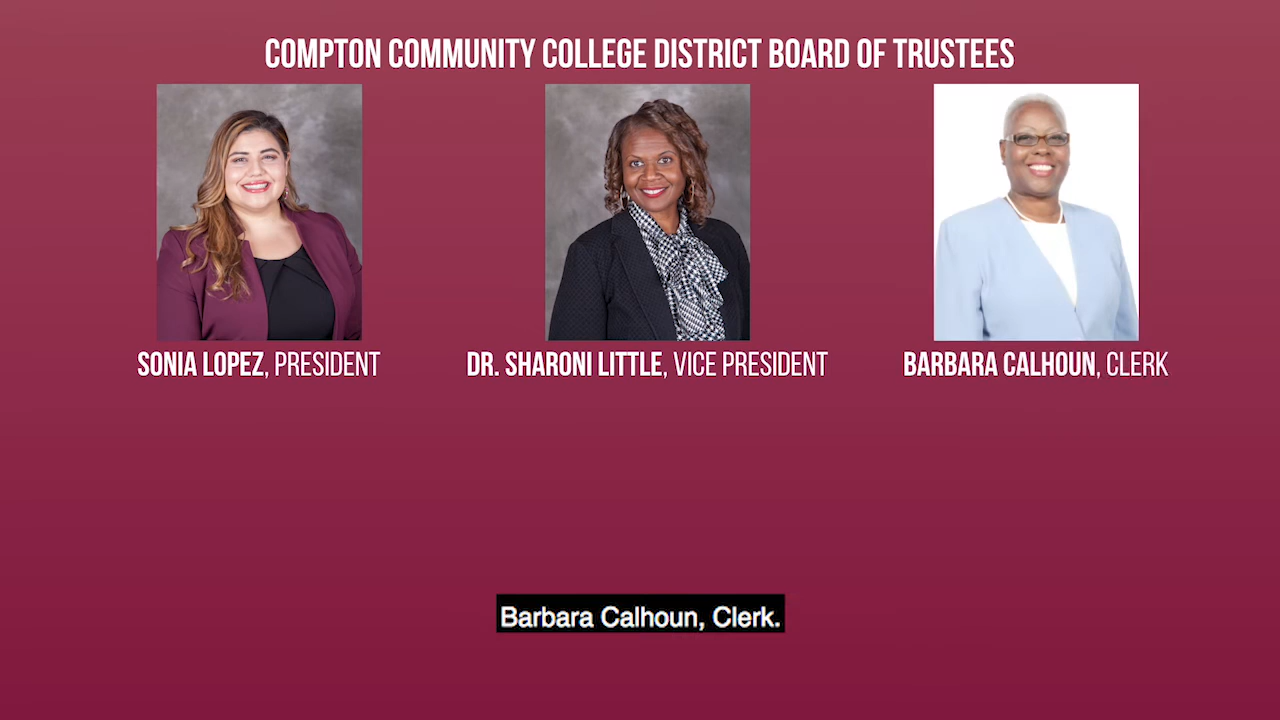 COMPTON COMMUNITY COLLEGE DISTRICT BOARD OF TRUSTEES
SONIA LOPEZ, PRESIDENT
DR. SHARONI LITTLE, VICE PRESIDENT
BARBARA CALHOUN, CLERK
Barbara Calhoun, Clerk.